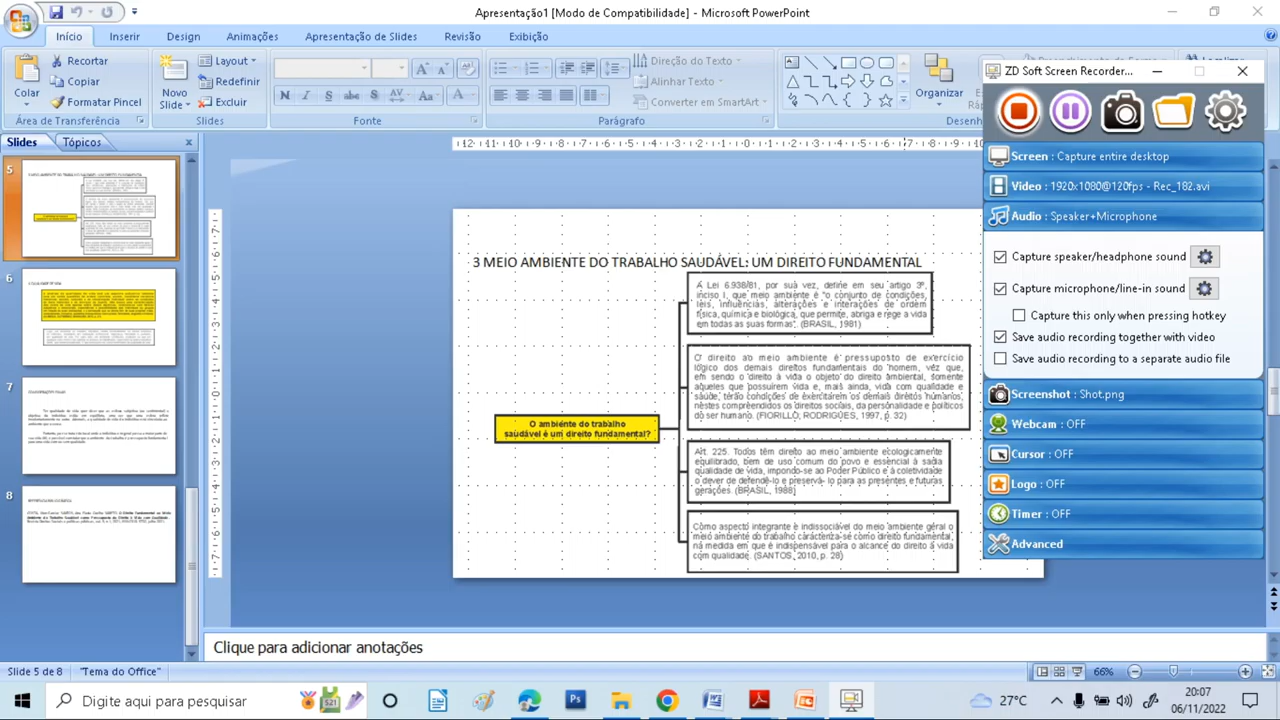 Apresentação1 [Modo de Compatibilidade] - Microsoft PowerPoint
Início
Inserir
Design
Animações
Apresentação de Slides
Revisão
Exibição
Colar
Recortar
Copiar
Formatar Pincel
Área de Transferência
Novo
Slide
Layout
Redefinir
Excluir
Slides
N
I
S
abc
AV
Aa
A
Fonte
Direção do Texto
Alinhar Texto
Converter em SmartArt
Parágrafo
Organizar
Desenh
ZD Soft Screen Recorder...
Screen : Capture entire desktop
Video : 1920x1080@120fps - Rec_182.avi
Audio : Speaker+Microphone
Capture speaker/headphone sound
Capture microphone/line-in sound
Capture this only when pressing hotkey
Save audio recording together with video
Save audio recording to a separate audio file
Screenshot : Shot.png
Webcam : OFF
Cursor : OFF
Logo : OFF
Timer : OFF
Advanced
Slides
Tópicos
5
6
7
8
3 MEIO AMBIENTE DO TRABALHO SAUDÁVEL: UM DIREITO FUNDAMENTAL
A Lei 6.938/81, por sua vez, define em seu artigo 3º
inciso I, que meio ambiente é "o conjunto de condições,
leis, influências, alterações e interações de ordem
física, química e biológica, que permite, abriga e rege a vida
em todas as suas formas", (BRASIL, 1981)
O direito ao meio ambiente é pressuposto de exercício
lógico dos demais direitos fundamentais do homem, vez que,
em sendo o direito à vida o objeto do direito ambiental, somente
aqueles que possuírem vida e, mais ainda, vida com qualidade e
saúde, terão condições de exercitarem os demais direitos humanos,
nestes compreendidos os direitos sociais, da personalidade e políticos
do ser humano. (FIORILLO, RODRIGUES, 1997, p. 32)
O ambiente do trabalho
saudável é um direito fundamental?
Art. 225. Todos têm direito ao meio ambiente ecologicamente
equilibrado, bem de uso comum do povo e essencial à sadia
qualidade de vida, impondo-se ao Poder Público e à coletividade
o dever de defendê-lo e preservá-lo para as presentes e futuras
gerações. (BRASIL, 1988)
Como aspecto integrante e indissociável do meio ambiente geral o
meio ambiente do trabalho caracteriza-se como direito fundamental,
na medida em que é indispensável para o alcance do direito à vida
com qualidade. (SANTOS, 2010, p. 28)
Clique para adicionar anotações
Slide 5 de 8
"Tema do Office"
66%
Digite aqui para pesquisar
27°C
20:07
06/11/2022